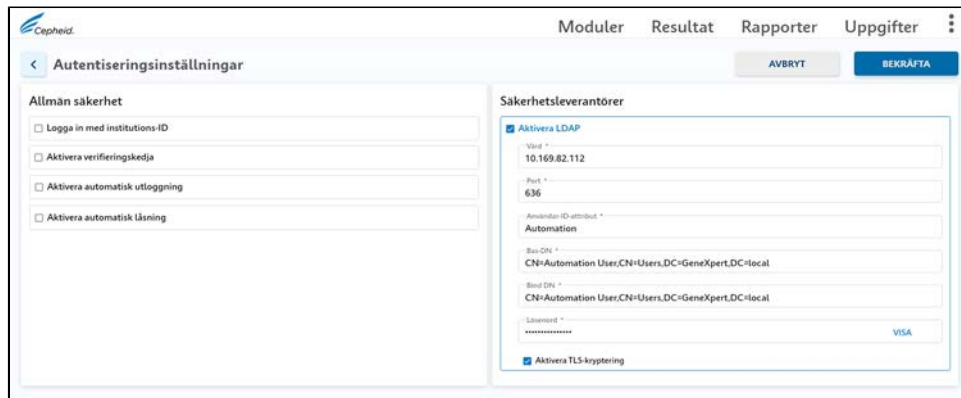 Cepheid.
Moduler Resultat Rapporter Uppgifter
Autentiseringsinställningar
AVBRYT
BEKRÄFTA
Allmän säkerhet
Logga in med institutions-ID
Aktivera verifieringskedja
Aktivera automatisk utloggning
Aktivera automatisk låsning
Säkerhetsleverantörer
Aktivera LDAP
Värd *
10.169.82.112
Port *
636
Användar-ID-attribut *
Automation
Bas-DN *
CN=Automation User,CN=Users,DC=GeneXpert,DC=local
Bind DN *
CN=Automation User,CN=Users,DC=GeneXpert,DC=local
Lösenord *
VISA
Aktivera TLS-kryptering